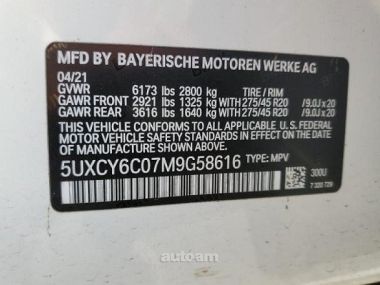 MFD BY BAYERISCHE MOTOREN WERKE AG
04/21
GVWR 6173 lbs 2800 kg TIRE / RIM
GAWR FRONT 2921 lbs 1325 kg WITH 275/45 R20 /9.0J x 20
GAWR REAR 3616 lbs 1640 kg WITH 275/45 R20 /9.0J x 20
THIS VEHICLE CONFORMS TO ALL APPLICABLE FEDERAL
MOTOR VEHICLE SAFETY STANDARDS IN EFFECT
ON THE DATE OF MANUFACTURE SHOWN ABOVE.
5UXCY6C07M9G58616 TYPE: MPV
300U
autoam